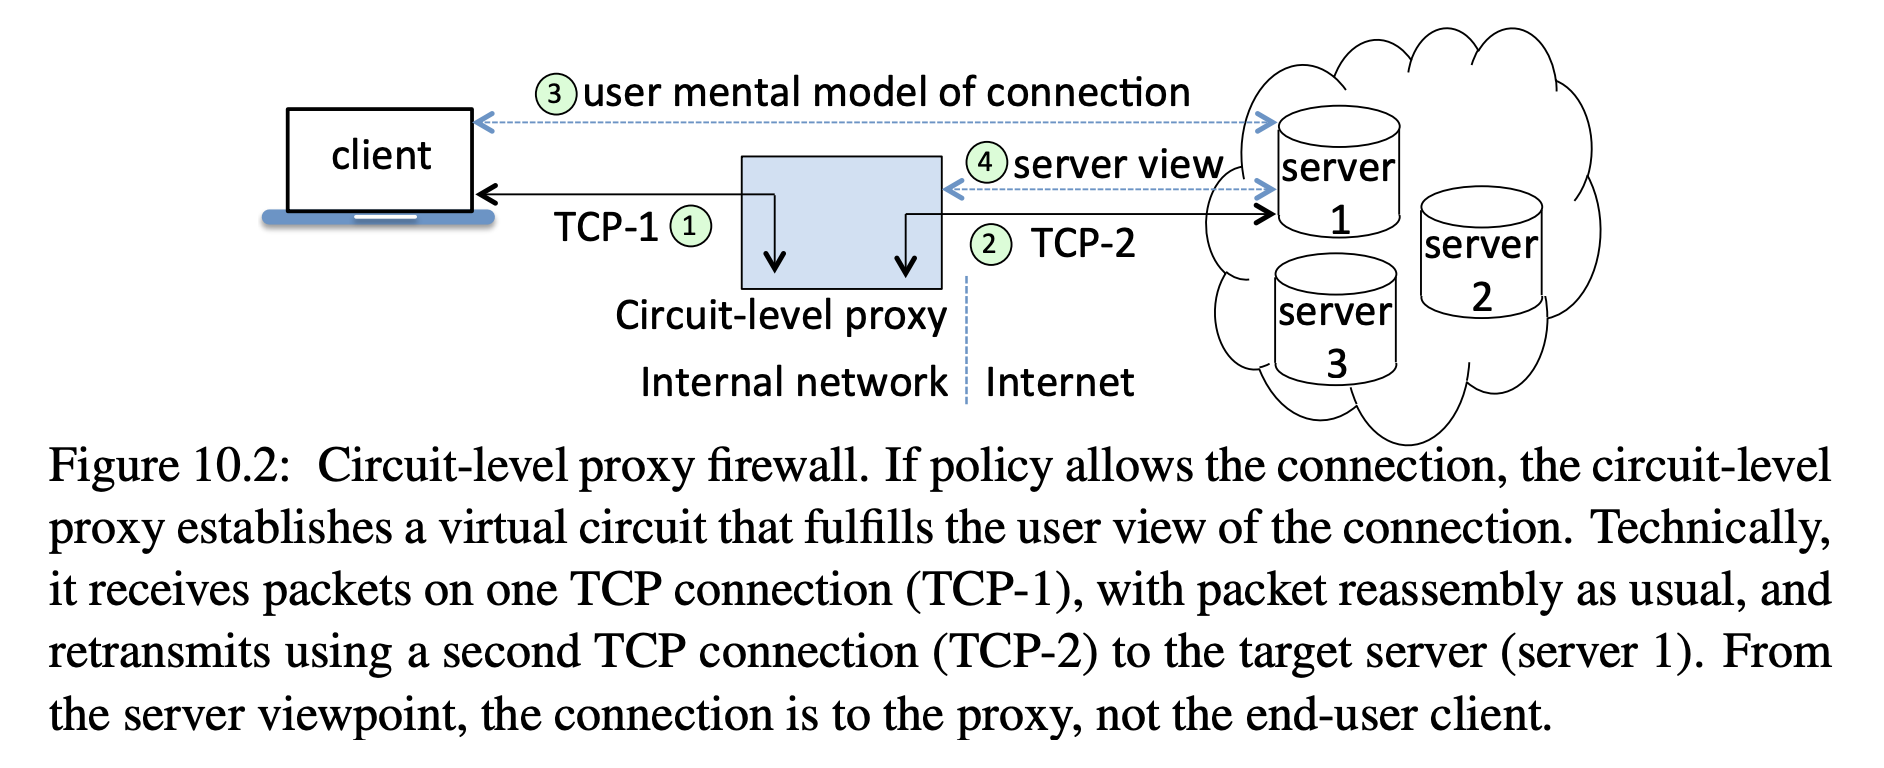 ③ user mental model of connection
client
④ server view
server
1
TCP-1 ①
② TCP-2
server
2
Circuit-level proxy
server
3
Internal network
Internet
Figure 10.2: Circuit-level proxy firewall. If policy allows the connection, the circuit-level
proxy establishes a virtual circuit that fulfills the user view of the connection. Technically,
it receives packets on one TCP connection (TCP-1), with packet reassembly as usual, and
retransmits using a second TCP connection (TCP-2) to the target server (server 1). From
the server viewpoint, the connection is to the proxy, not the end-user client.